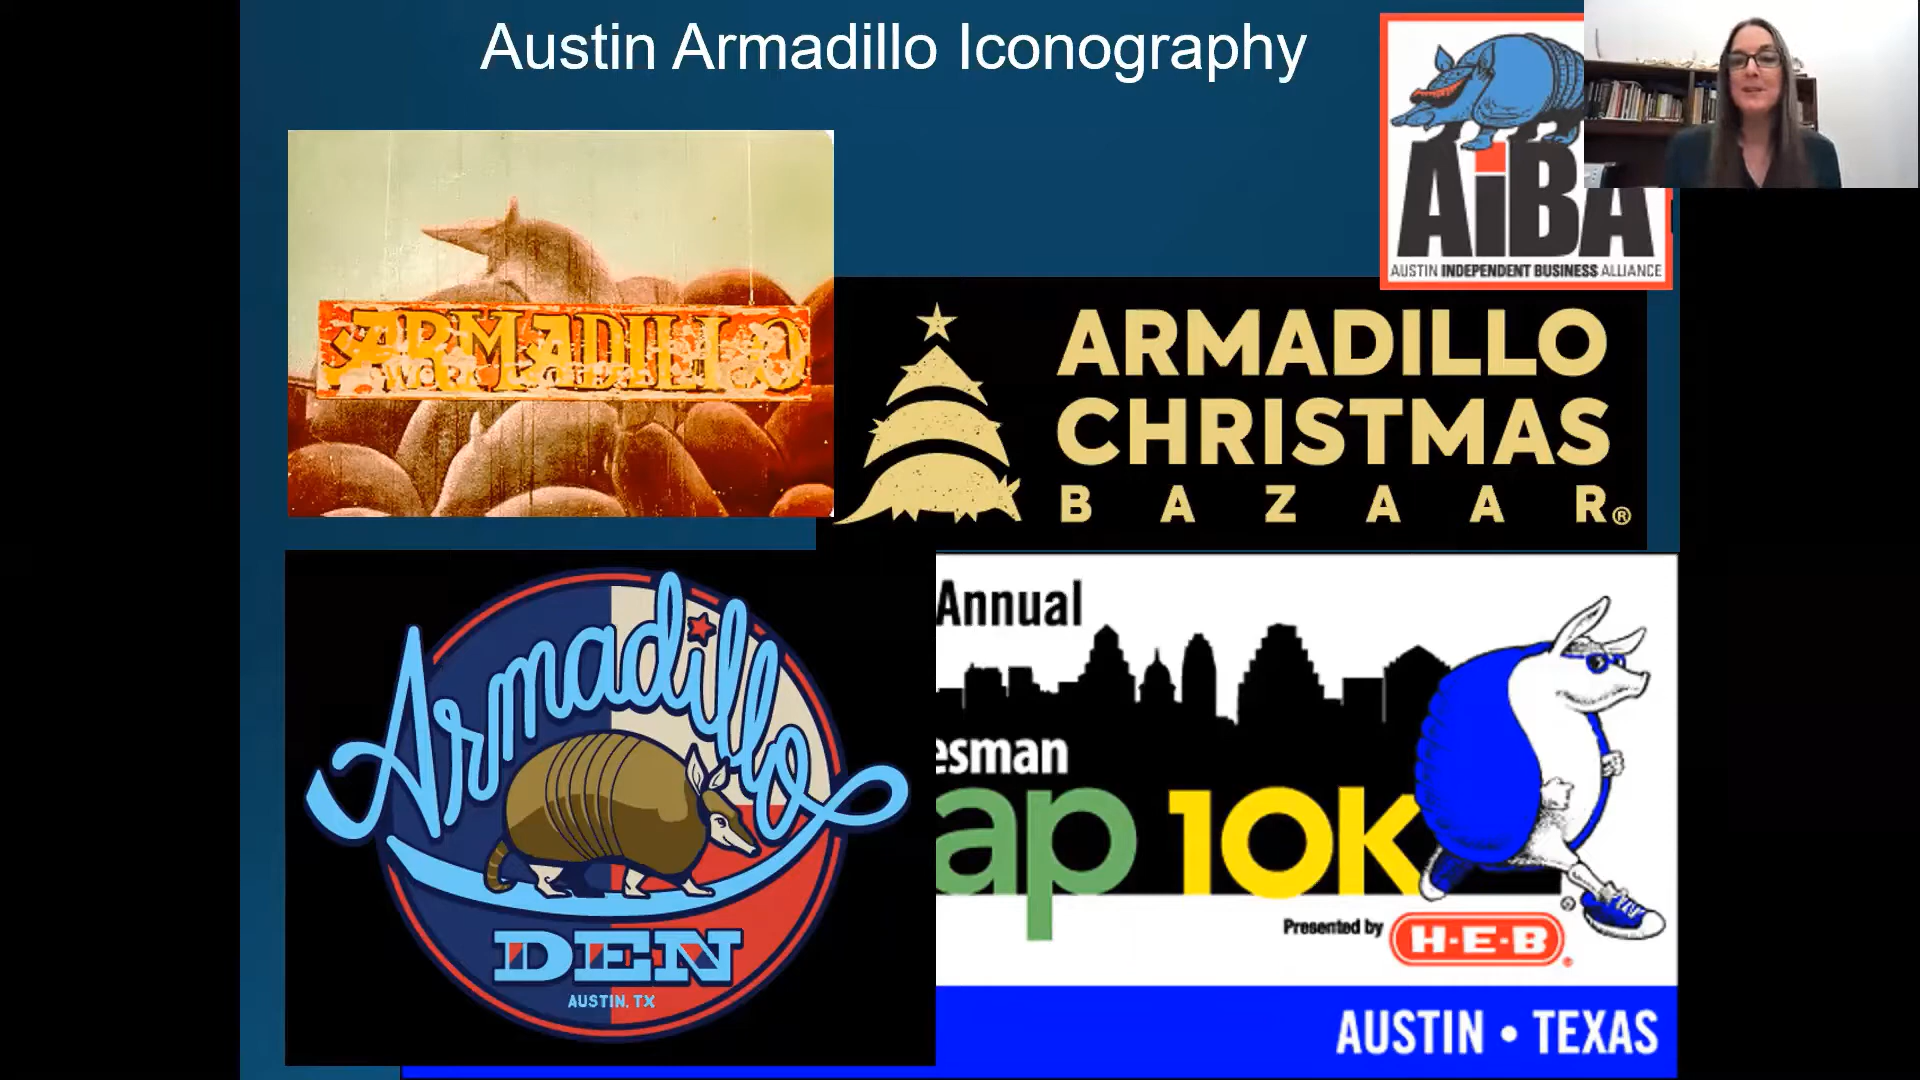 Austin Armadillo Iconography
AiBA
AUSTIN INDEPENDENT BUSINESS ALLIANCE
ARMADILLO
ARMADILLO
CHRISTMAS
BAZAAR®
Armadillo
DEN
AUSTIN, TX
Annual
esman
ap 10K
®
Presented by H-E-B®
AUSTIN • TEXAS